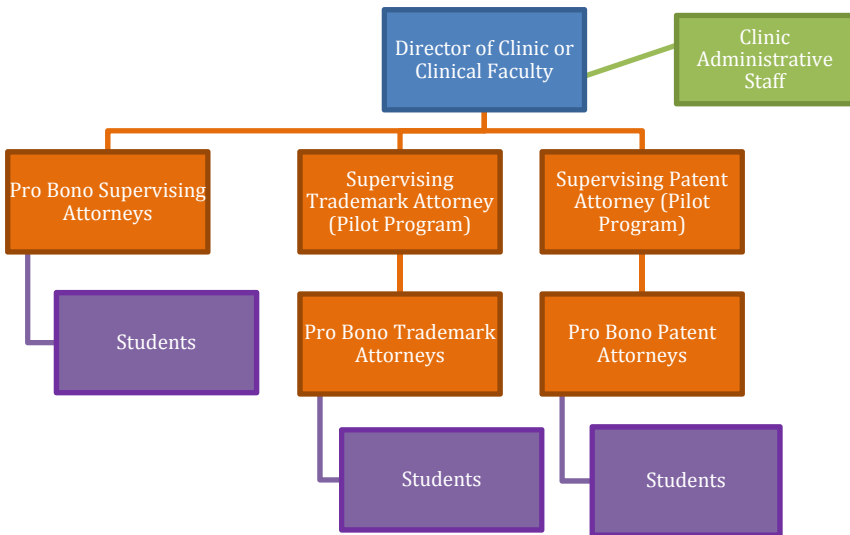 Director of Clinic or
Clinical Faculty
Clinic
Administrative
Staff
Pro Bono Supervising
Attorneys
Supervising
Trademark Attorney
(Pilot Program)
Supervising Patent
Attorney (Pilot
Program)
Students
Pro Bono Trademark
Attorneys
Pro Bono Patent
Attorneys
Students
Students